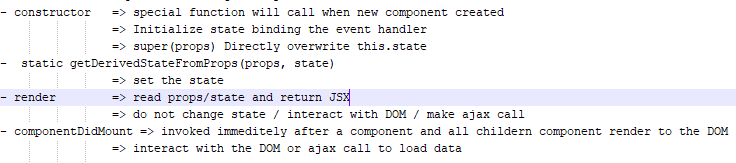 - constructor => special function will call when new component created
=> Initialize state binding the event handler
=> super(props) Directly overwrite this.state
- static getDerivedStateFromProps(props, state)
=> set the state
- render => read props/state and return JSX
=> do not change state / interact with DOM / make ajax call
- componentDidMount => invoked immeditely after a component and all childern component render to the DOM
=> interact with the DOM or ajax call to load data